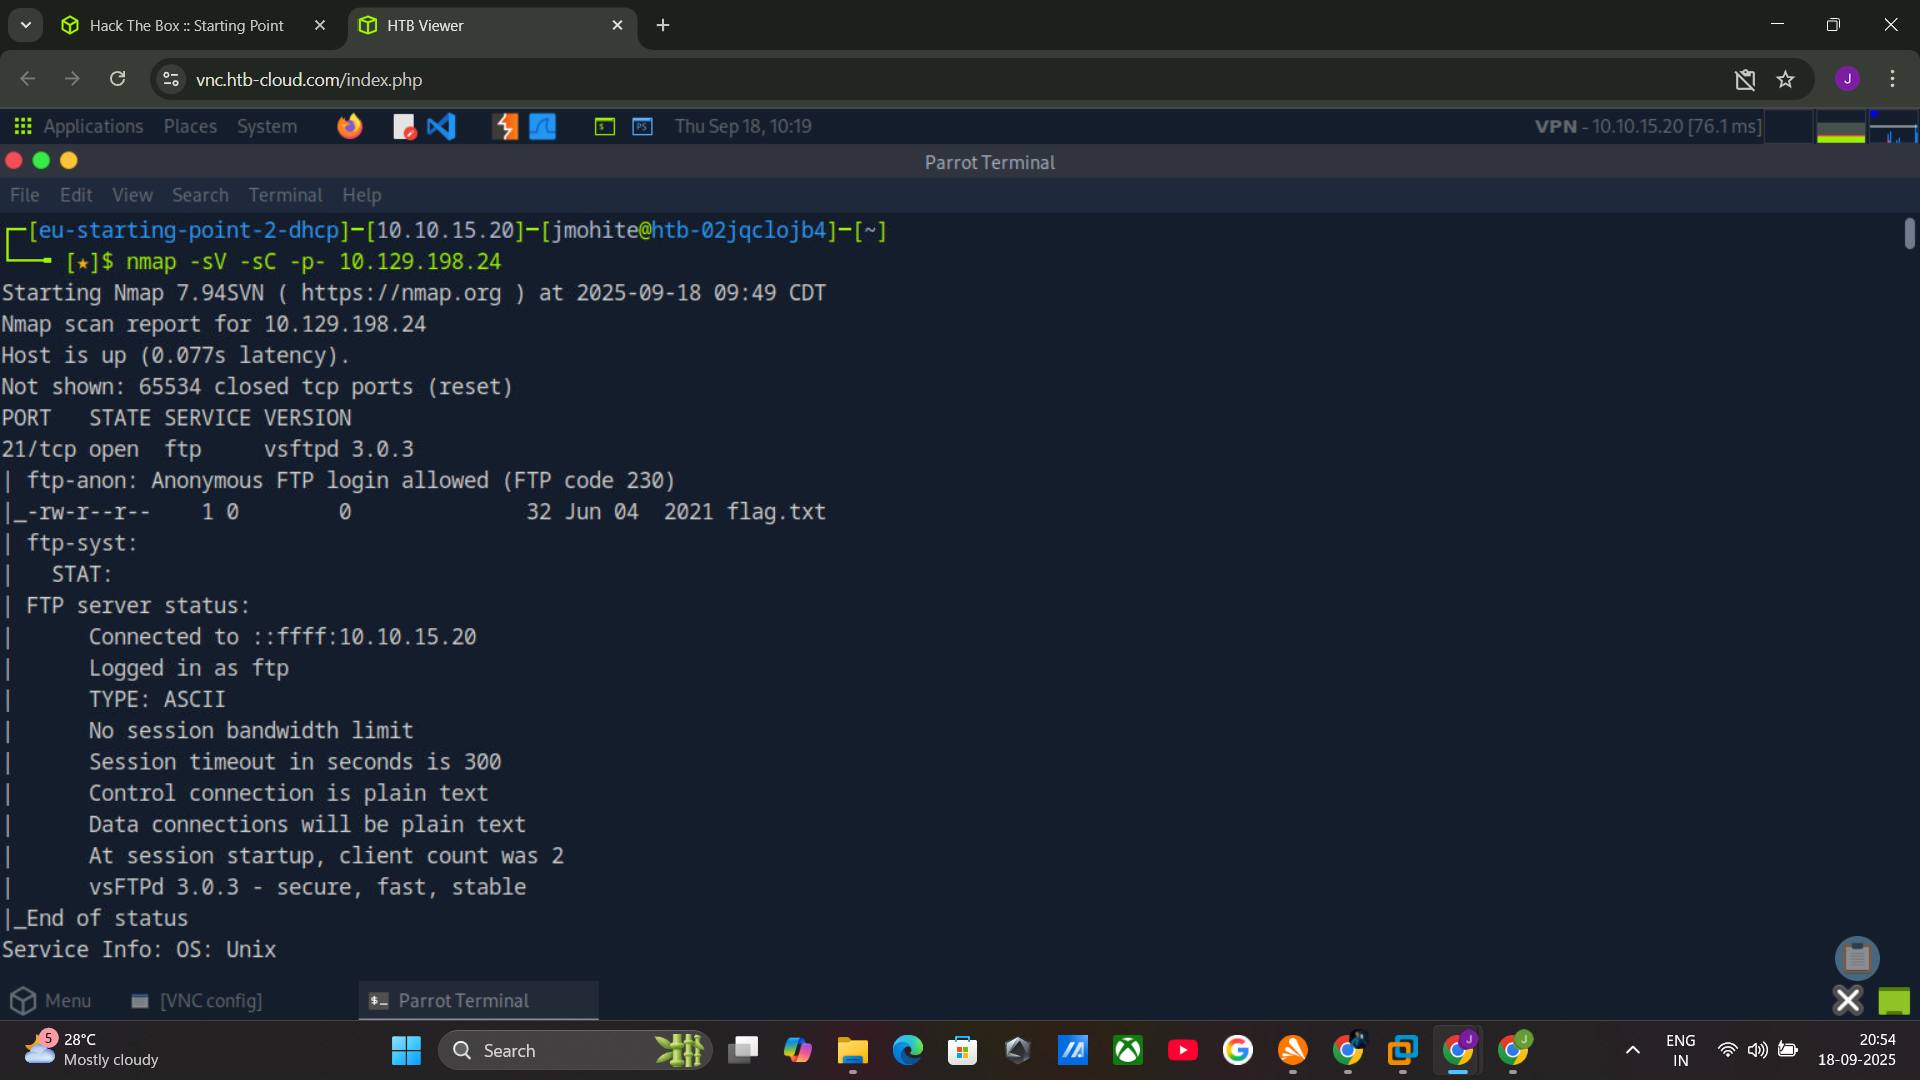 Hack The Box :: Starting Point
HTB Viewer
vnc.htb-cloud.com/index.php
J
Applications Places System
Thu Sep 18, 10:19
VPN - 10.10.15.20 [76.1 ms]
Parrot Terminal
File Edit View Search Terminal Help
┌─[eu-starting-point-2-dhcp]─[10.10.15.20]─[jmohite@htb-02jqclojb4]─[~]
└──╼ [★]$ nmap -sV -sC -p- 10.129.198.24
Starting Nmap 7.94SVN ( https://nmap.org ) at 2025-09-18 09:49 CDT
Nmap scan report for 10.129.198.24
Host is up (0.077s latency).
Not shown: 65534 closed tcp ports (reset)
PORT   STATE SERVICE VERSION
21/tcp open  ftp     vsftpd 3.0.3
| ftp-anon: Anonymous FTP login allowed (FTP code 230)
|_-rw-r--r--    1 0        0              32 Jun 04  2021 flag.txt
| ftp-syst:
|   STAT:
| FTP server status:
|      Connected to ::ffff:10.10.15.20
|      Logged in as ftp
|      TYPE: ASCII
|      No session bandwidth limit
|      Session timeout in seconds is 300
|      Control connection is plain text
|      Data connections will be plain text
|      At session startup, client count was 2
|      vsFTPd 3.0.3 - secure, fast, stable
|_End of status
Service Info: OS: Unix
Menu
[VNC config]
Parrot Terminal
5
28°C
Mostly cloudy
Search
ENG
IN
20:54
18-09-2025